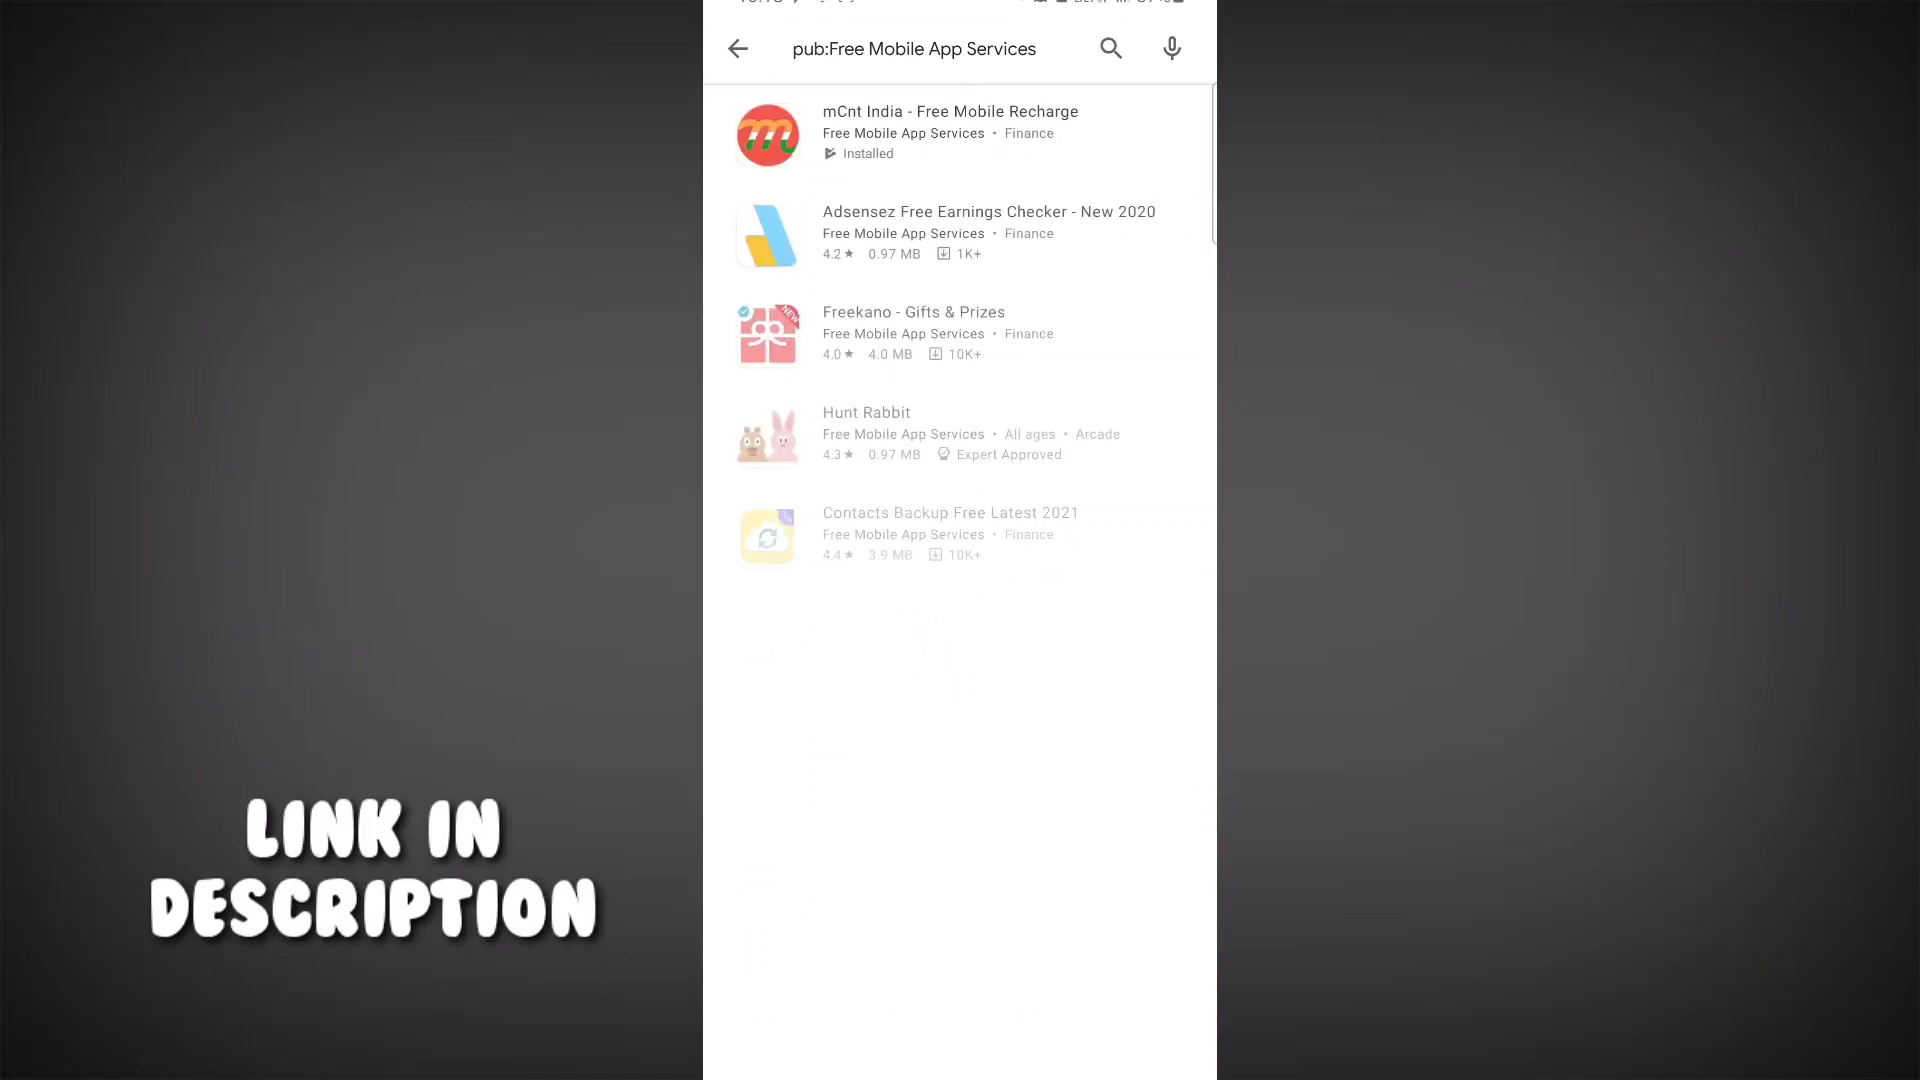 pub:Free Mobile App Services
mCnt India - Free Mobile Recharge
Free Mobile App Services • Finance
Installed
Adsensez Free Earnings Checker - New 2020
Free Mobile App Services • Finance
4.2★ 0.97 MB 1K+
NEW
Freekano - Gifts & Prizes
Free Mobile App Services • Finance
4.0★ 4.0 MB 10K+
Hunt Rabbit
Free Mobile App Services • All ages • Arcade
4.3★ 0.97 MB Expert Approved
Contacts Backup Free Latest 2021
Free Mobile App Services • Finance
4.4★ 3.9 MB 10K+
LINK IN
DESCRIPTION